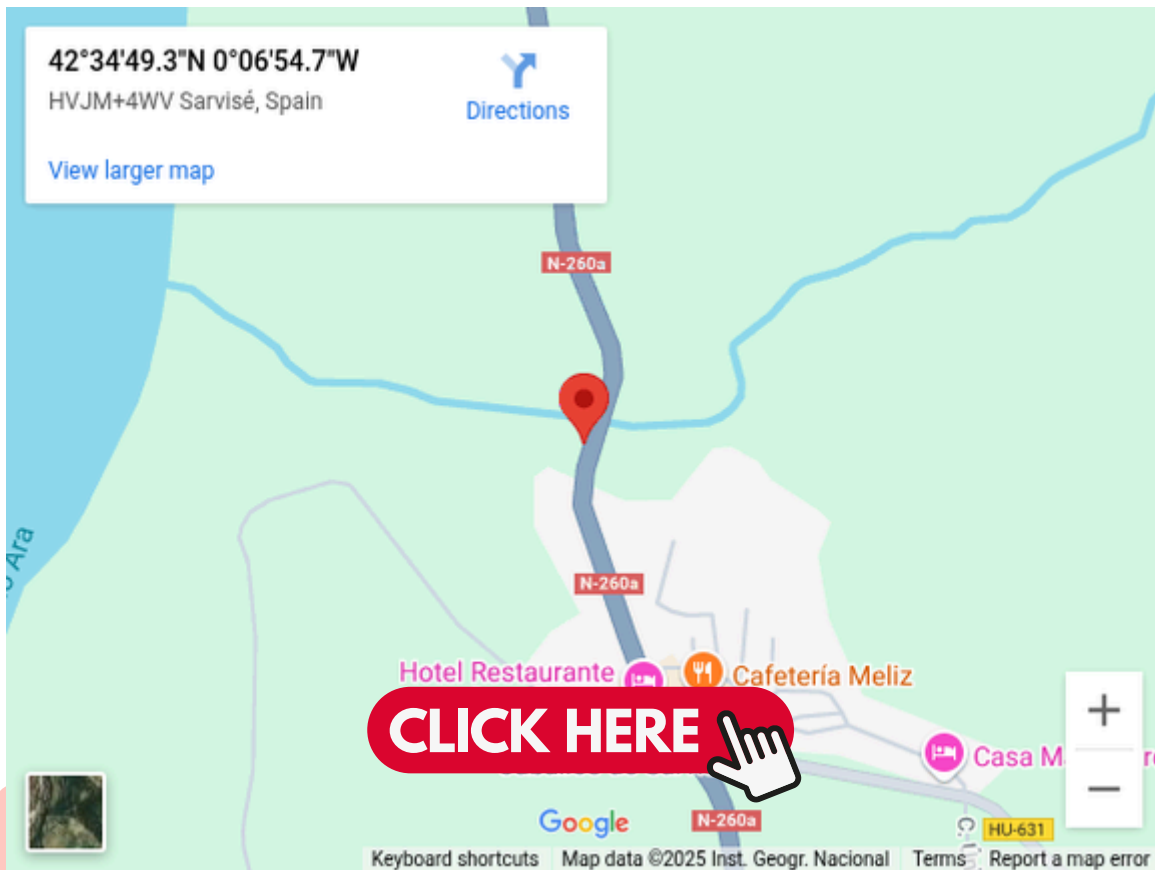 42°34'49.3"N 0°06'54.7"W
HVJM+4WV Sarvisé, Spain
Directions
View larger map
N-260a
Ara
N-260a
Hotel Restaurante
Cafetería Meliz
CLICK HERE
Casa
N-260a
HU-631
Google
Keyboard shortcuts
Map data ©2025 Inst. Geogr. Nacional
Terms
Report a map error